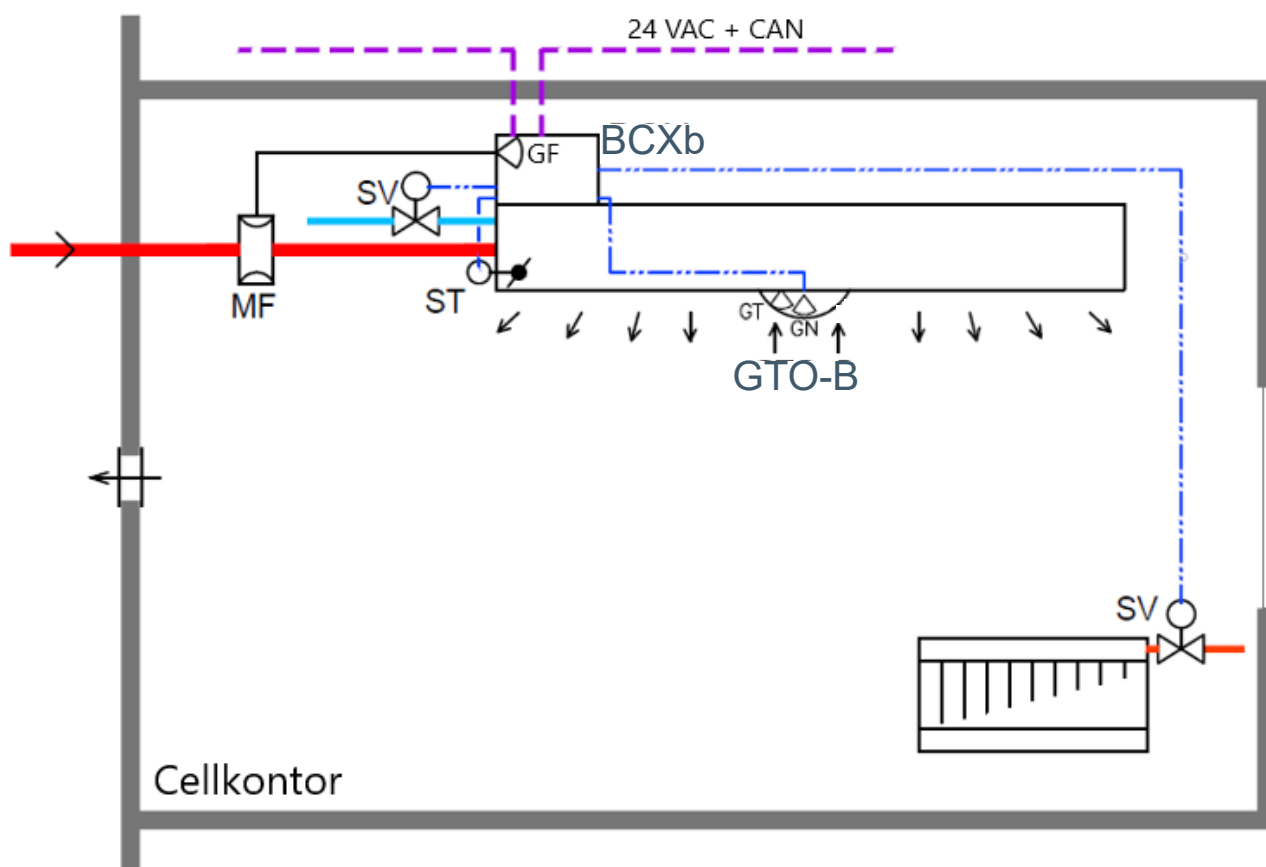 24 VAC + CAN
BCXb
GF
SV
MF
ST
GT
GN
GTO-B
SV
Cellkontor